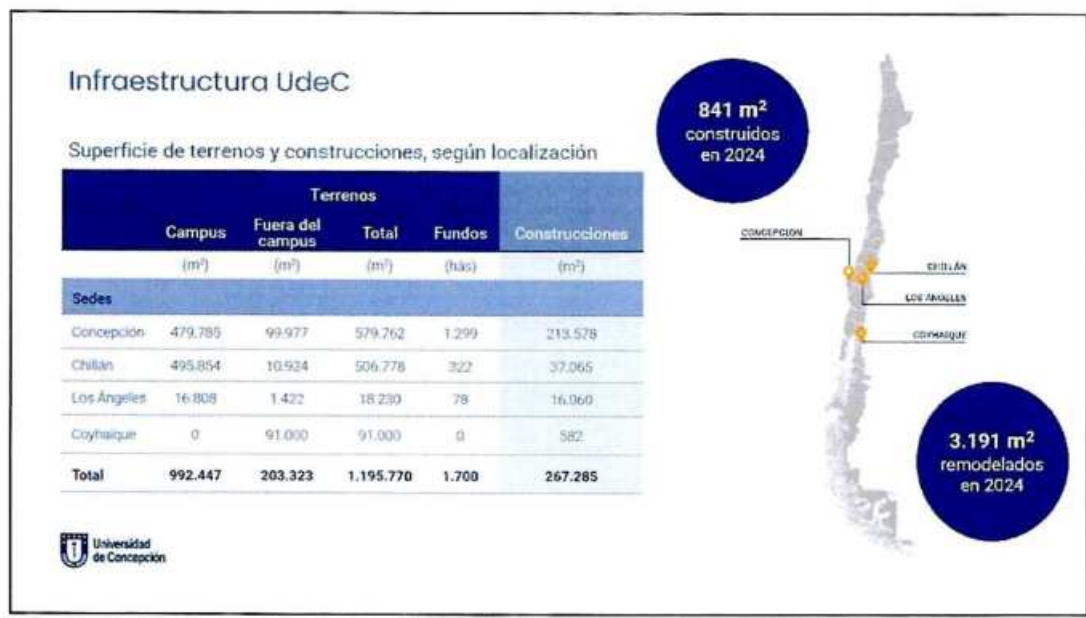 Infraestructura UdeC
Superficie de terrenos y construcciones, según localización
Terrenos
Campus Fuera del campus Total Fundos Construcciones
(m²) (m²) (m²) (hás) (m²)
Sedes
Concepción 479.785 99.977 579.762 1.299 213.578
Chillán 495.854 10.924 506.778 322 37.065
Los Ángeles 16.808 1.422 18.230 78 16.060
Coyhaique 0 91.000 91.000 0 582
Total 992.447 203.323 1.195.770 1.700 267.285
Universidad
de Concepción
841 m²
construidos
en 2024
CONCEPCIÓN
CHILLÁN
LOS ÁNGELES
COYHAIQUE
3.191 m²
remodelados
en 2024